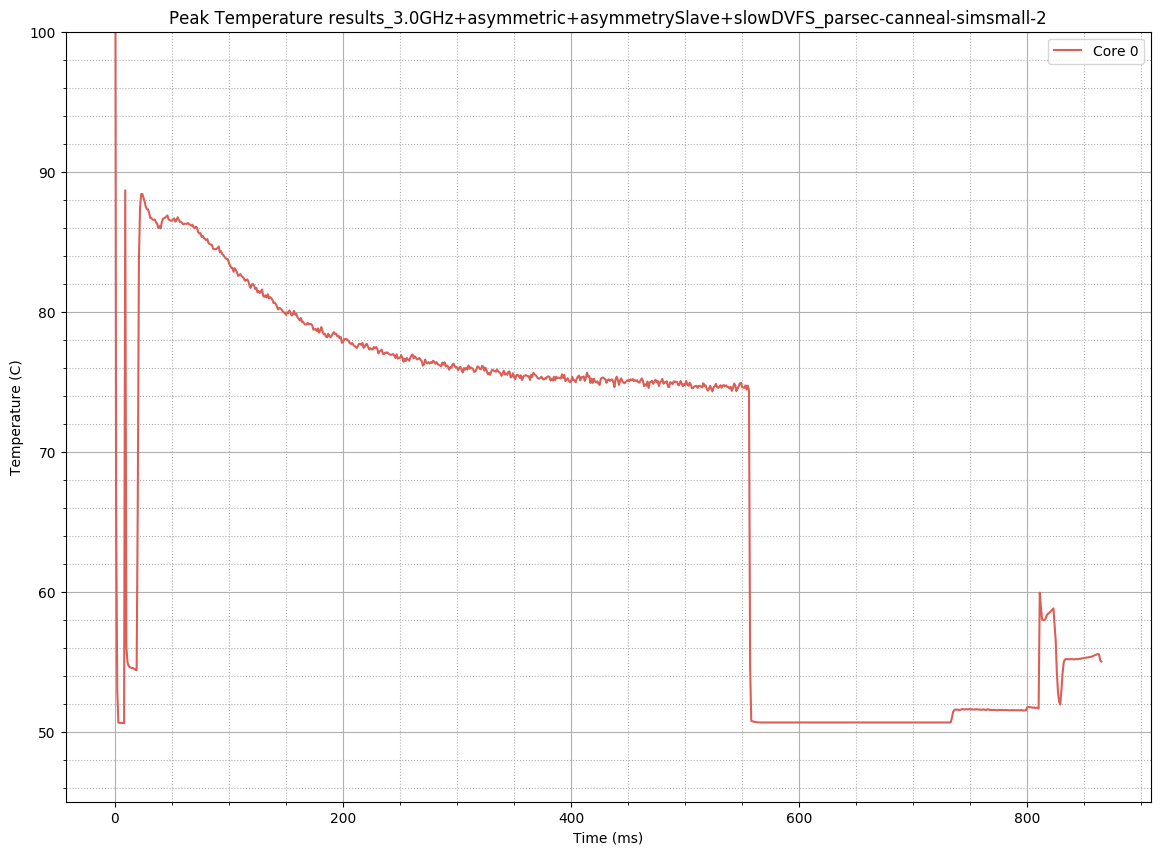 Peak Temperature results_3.0GHz+asymmetric+asymmetrySlave+slowDVFS_parsec-canneal-simsmall-2
Core 0
100
90
80
70
60
50
Temperature (C)
0 200 400 600 800
Time (ms)